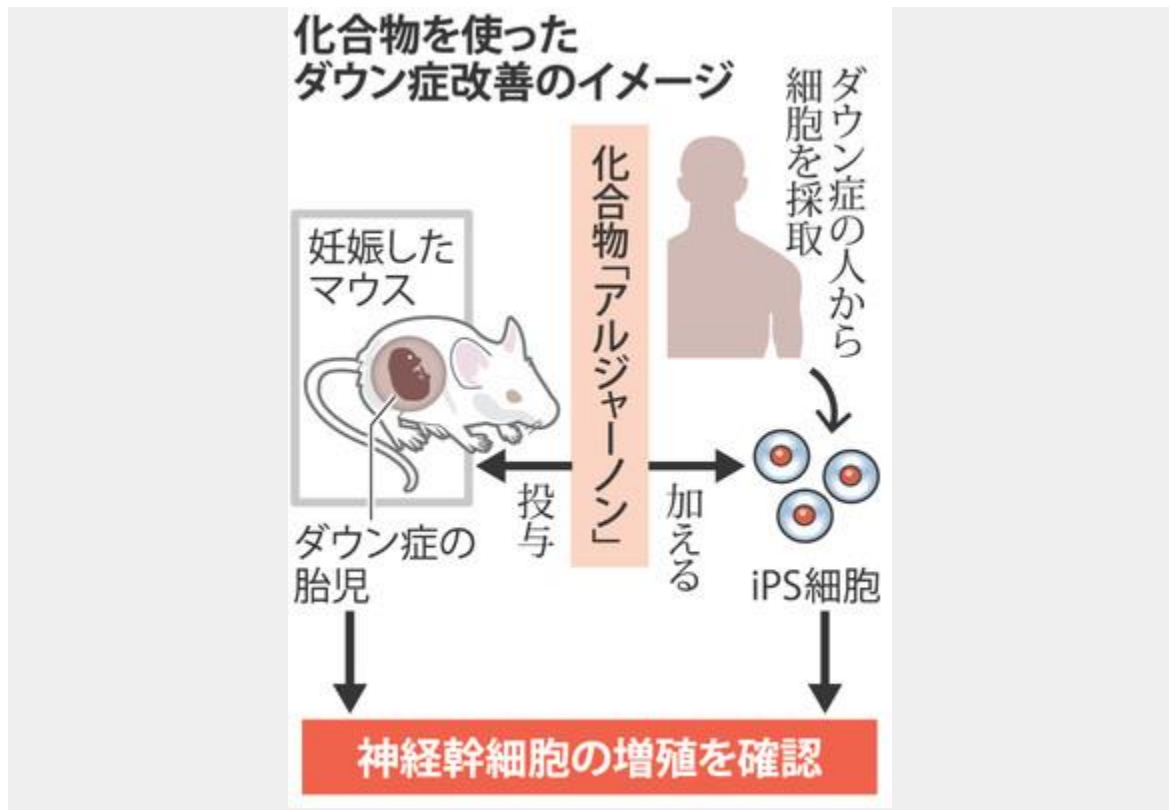 化合物を使った
ダウン症改善のイメージ
ダウン症の人から
細胞を採取
化合物「アルジャーノン」
妊娠した
マウス
投与
加える
ダウン症の
胎児
iPS細胞
神経幹細胞の増殖を確認